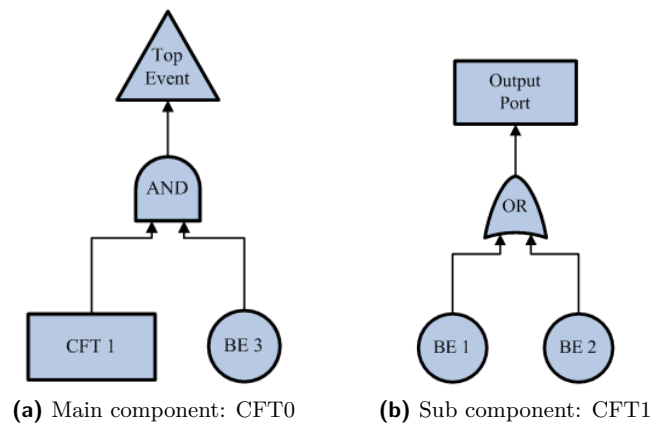 Top
Event
AND
CFT 1
BE 3
(a) Main component: CFT0
Output
Port
OR
BE 1
BE 2
(b) Sub component: CFT1